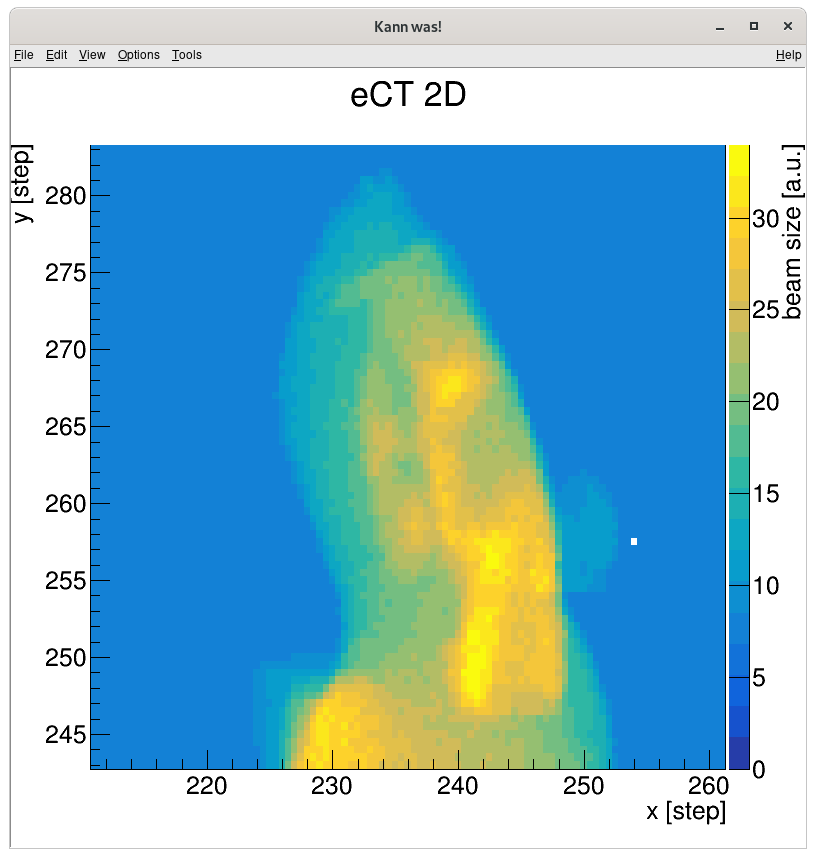 Kann was!
File Edit View Options Tools Help
eCT 2D
y [step]
beam size [a.u.]
280
275
270
265
260
255
250
245
30
25
20
15
10
5
0
220 230 240 250 260
x [step]